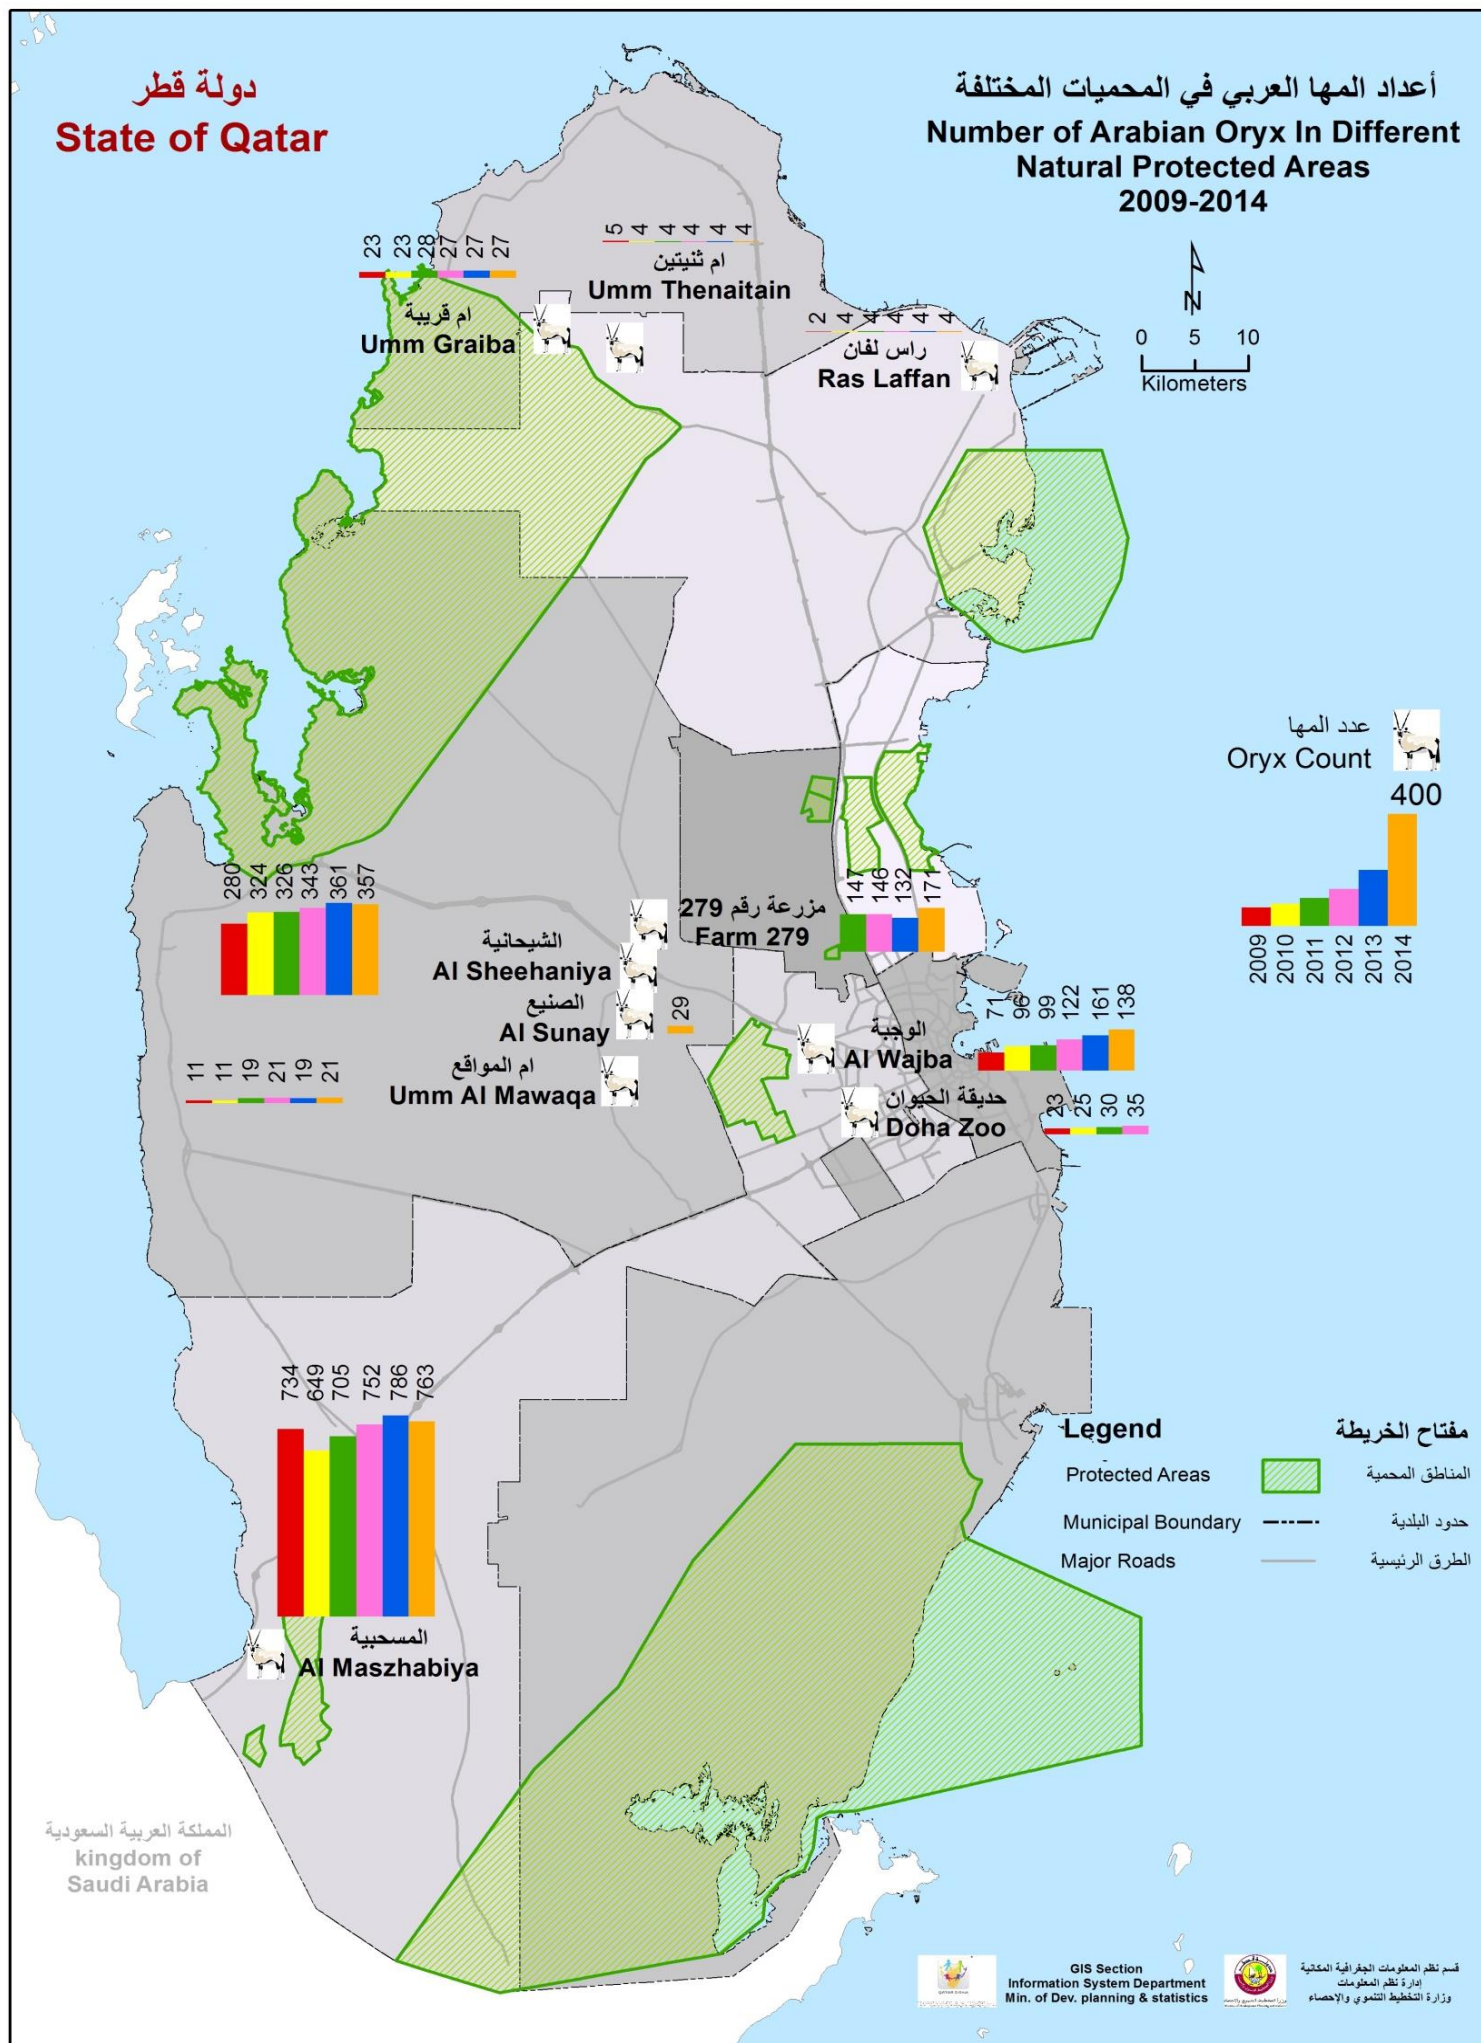 دولة قطر
State of Qatar
أعداد المها العربي في المحميات المختلفة
Number of Arabian Oryx In Different
Natural Protected Areas
2009-2014
N
0 5 10
Kilometers
23 23 28 27 27 27
ام قريبة
Umm Graiba
5 4 4 4 4 4
ام ثنيتين
Umm Thenaitain
2 4 4 4 4 4
راس لفان
Ras Laffan
عدد المها
Oryx Count
400
2009 2010 2011 2012 2013 2014
280 324 326 343 361 357
الشيحانية
Al Sheehaniya
مزرعة رقم 279
Farm 279
147 146 132 171
الصنيع
Al Sunay
29
ام المواقع
Umm Al Mawaqa
11 11 19 21 19 21
الوجبة
Al Wajba
71 96 99 122 161 138
حديقة الحيوان
Doha Zoo
23 25 30 35
734 649 705 752 786 763
المسحبية
Al Maszhabiya
Legend مفتاح الخريطة
Protected Areas المناطق المحمية
Municipal Boundary حدود البلدية
Major Roads الطرق الرئيسية
المملكة العربية السعودية
kingdom of
Saudi Arabia
GIS Section
Information System Department
Min. of Dev. planning & statistics
قسم نظم المعلومات الجغرافية المكانية
إدارة نظم المعلومات
وزارة التخطيط التنموي والإحصاء